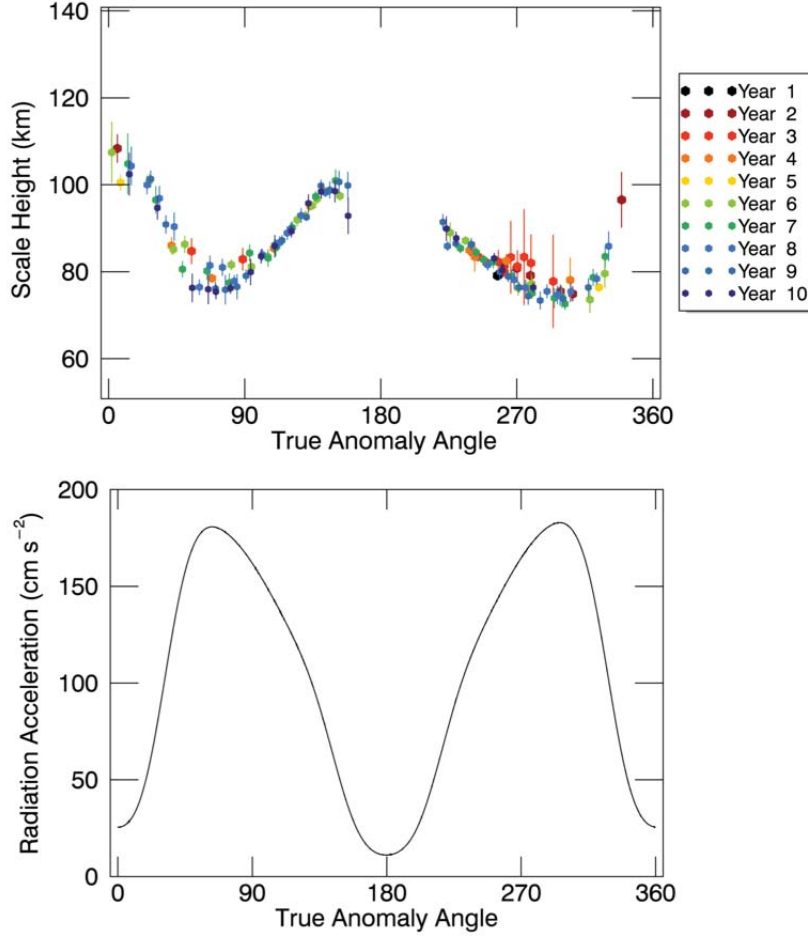 140
120
100
80
60
Scale Height (km)
0 90 180 270 360
True Anomaly Angle
Year 1
Year 2
Year 3
Year 4
Year 5
Year 6
Year 7
Year 8
Year 9
Year 10
200
150
100
50
0
Radiation Acceleration (cm s⁻²)
0 90 180 270 360
True Anomaly Angle